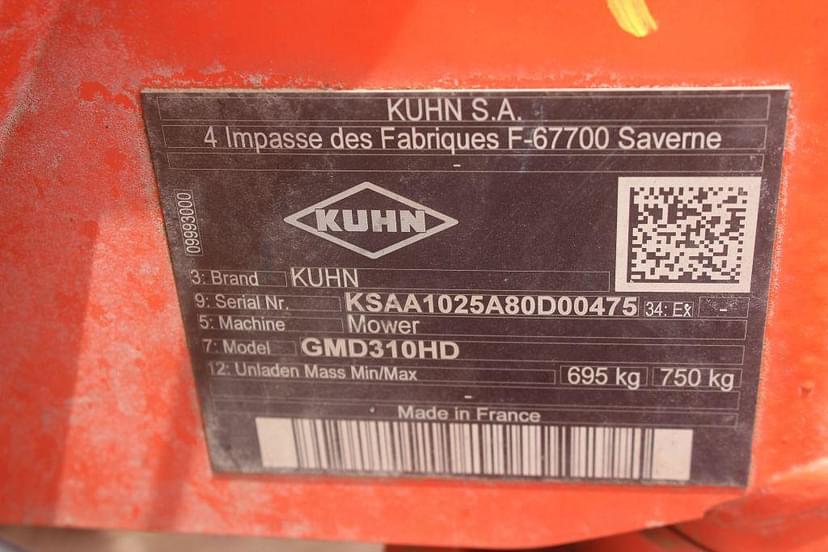 KUHN S.A.
4 Impasse des Fabriques F-67700 Saverne
-
09993000
KUHN
3: Brand KUHN
9: Serial Nr. KSAA1025A80D00475 34: Ex -
5: Machine Mower
7: Model GMD310HD
12: Unladen Mass Min/Max 695 kg 750 kg
-
Made in France